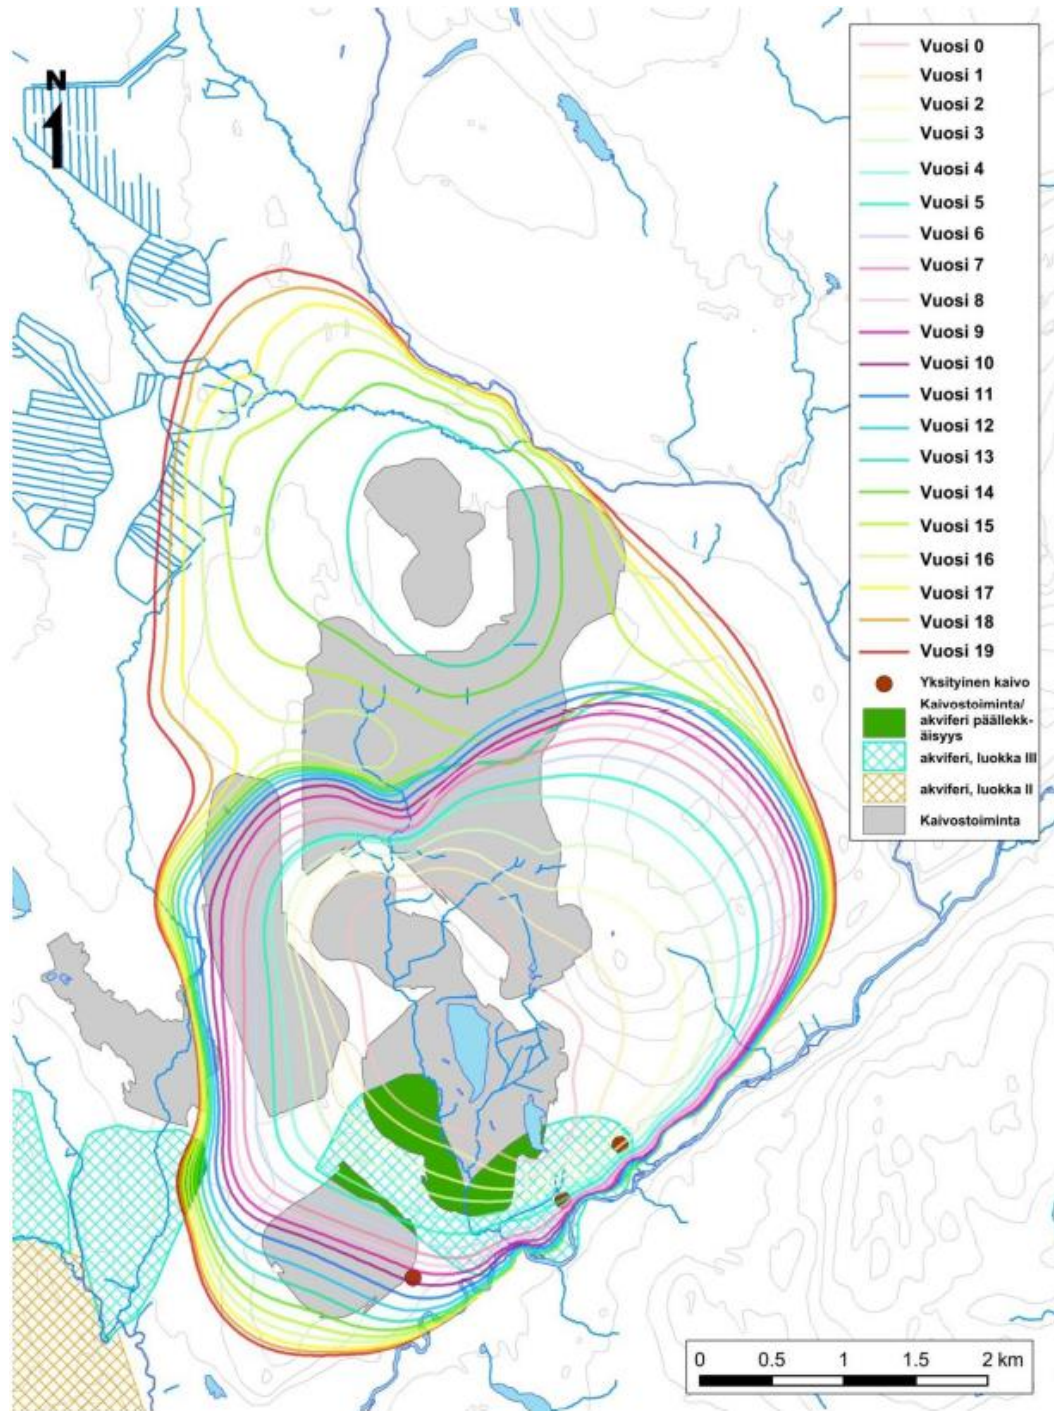 N
Vuosi 0
Vuosi 1
Vuosi 2
Vuosi 3
Vuosi 4
Vuosi 5
Vuosi 6
Vuosi 7
Vuosi 8
Vuosi 9
Vuosi 10
Vuosi 11
Vuosi 12
Vuosi 13
Vuosi 14
Vuosi 15
Vuosi 16
Vuosi 17
Vuosi 18
Vuosi 19
Yksityinen kaivo
Kaivostoiminta/
akviferi päällekk-
äisyys
akviferi, luokka III
akviferi, luokka II
Kaivostoiminta
0 0.5 1 1.5 2 km